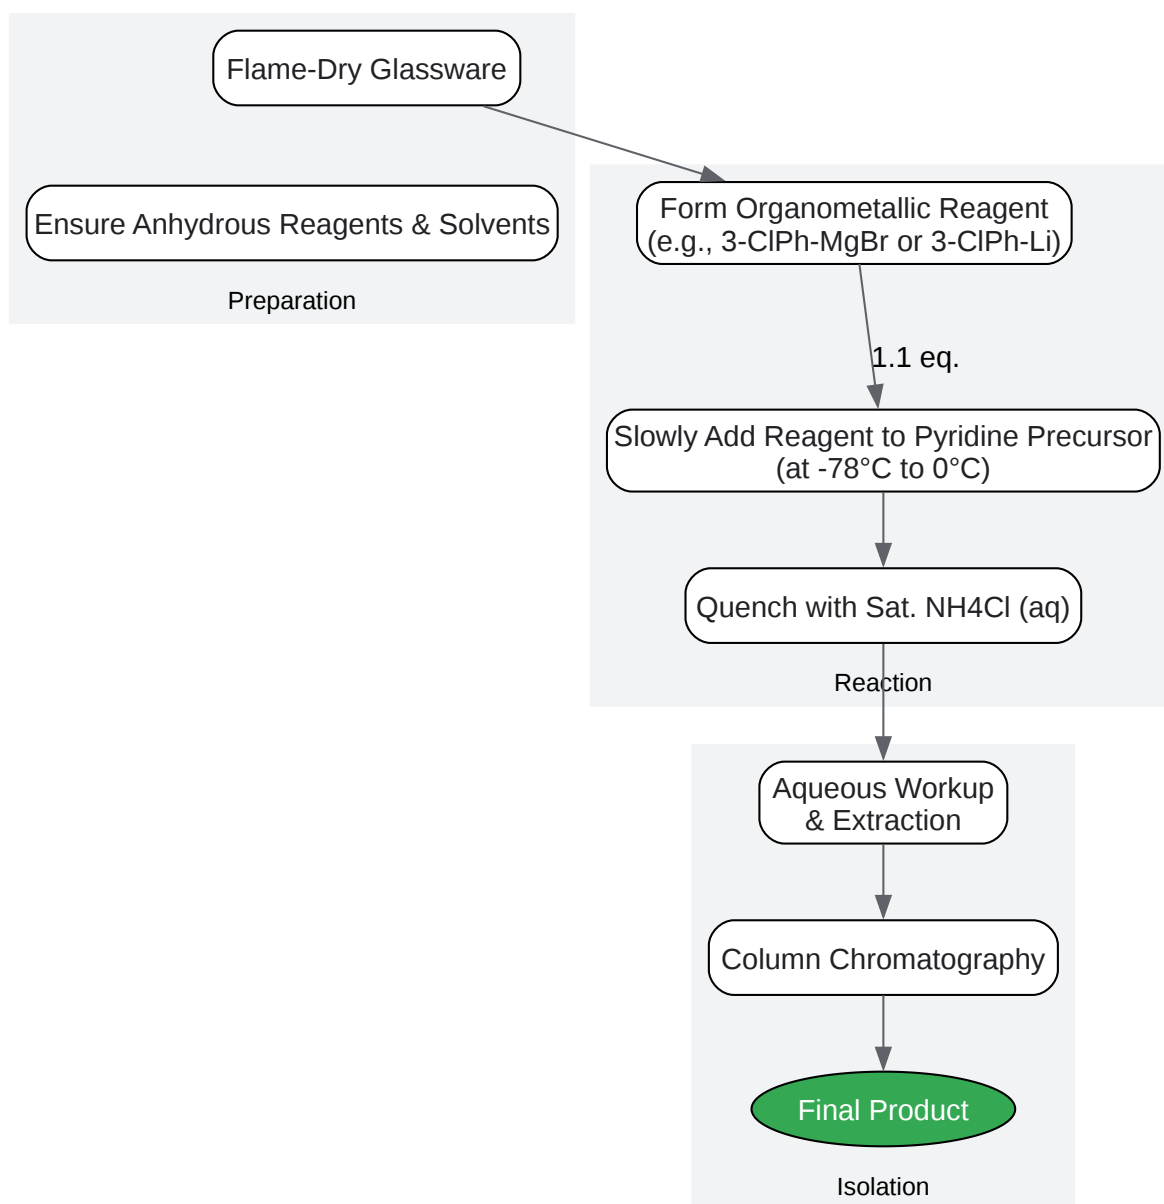 Flame-Dry Glassware
Ensure Anhydrous Reagents & Solvents
Preparation
Form Organometallic Reagent
(e.g., 3-ClPh-MgBr or 3-ClPh-Li)
1.1 eq.
Slowly Add Reagent to Pyridine Precursor
(at -78°C to 0°C)
Quench with Sat. NH4Cl (aq)
Reaction
Aqueous Workup
& Extraction
Column Chromatography
Final Product
Isolation